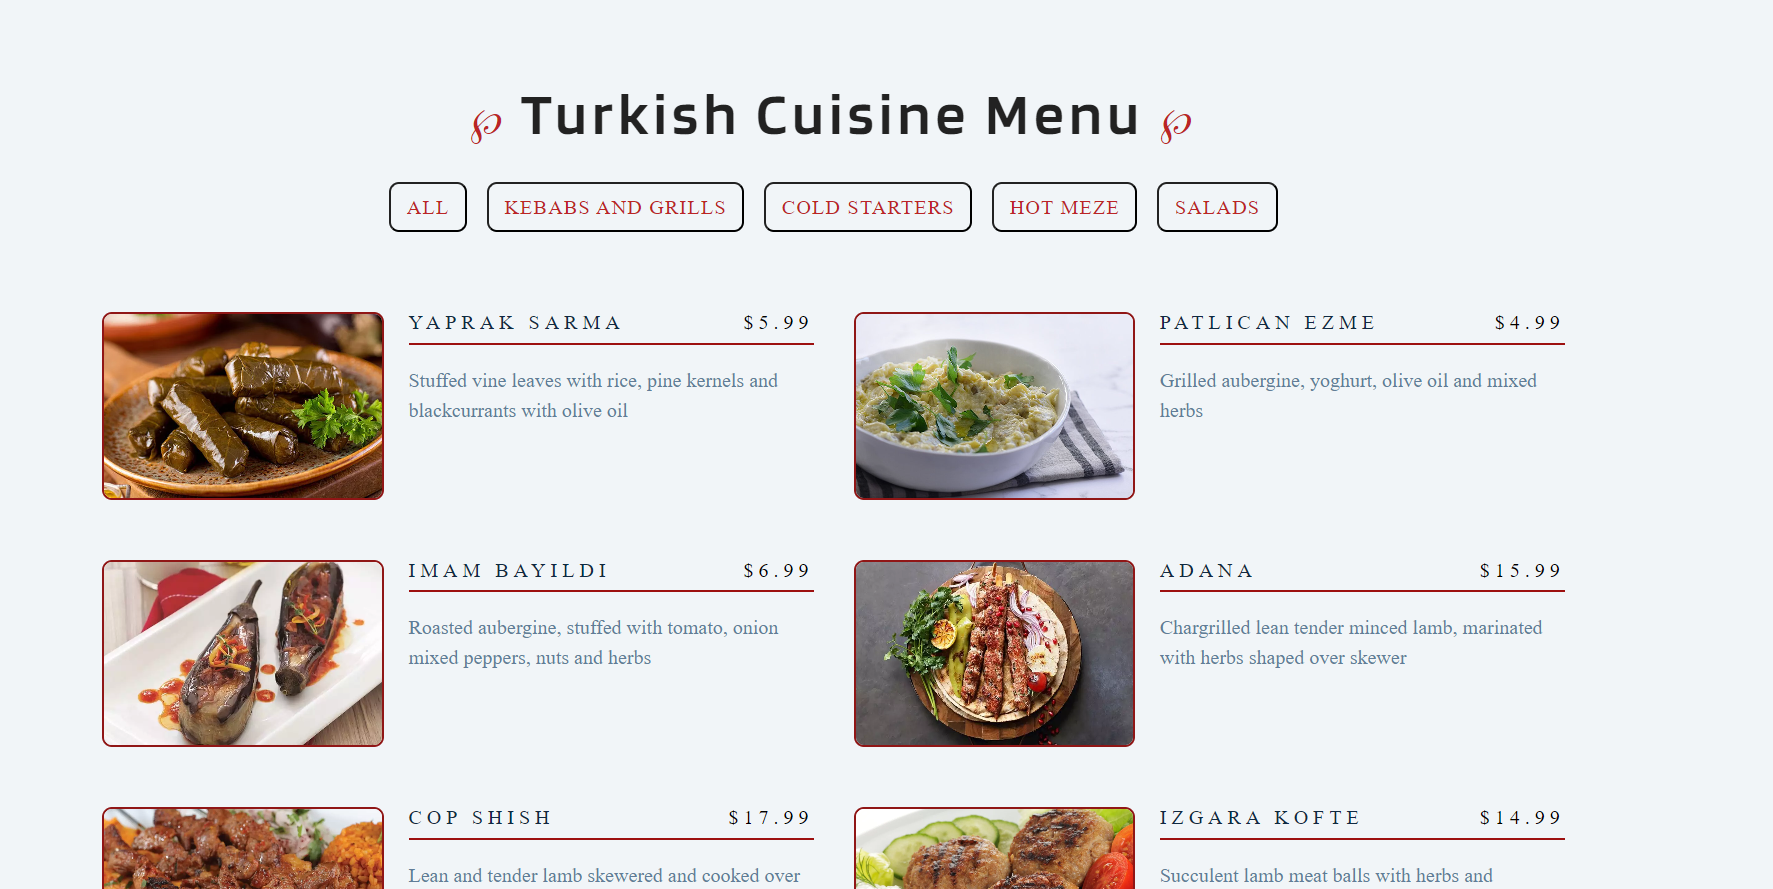 ℘ Turkish Cuisine Menu ℘
ALL KEBABS AND GRILLS COLD STARTERS HOT MEZE SALADS
YAPRAK SARMA $5.99
Stuffed vine leaves with rice, pine kernels and
blackcurrants with olive oil
PATLICAN EZME $4.99
Grilled aubergine, yoghurt, olive oil and mixed
herbs
IMAM BAYILDI $6.99
Roasted aubergine, stuffed with tomato, onion
mixed peppers, nuts and herbs
ADANA $15.99
Chargrilled lean tender minced lamb, marinated
with herbs shaped over skewer
COP SHISH $17.99
Lean and tender lamb skewered and cooked over
IZGARA KOFTE $14.99
Succulent lamb meat balls with herbs and